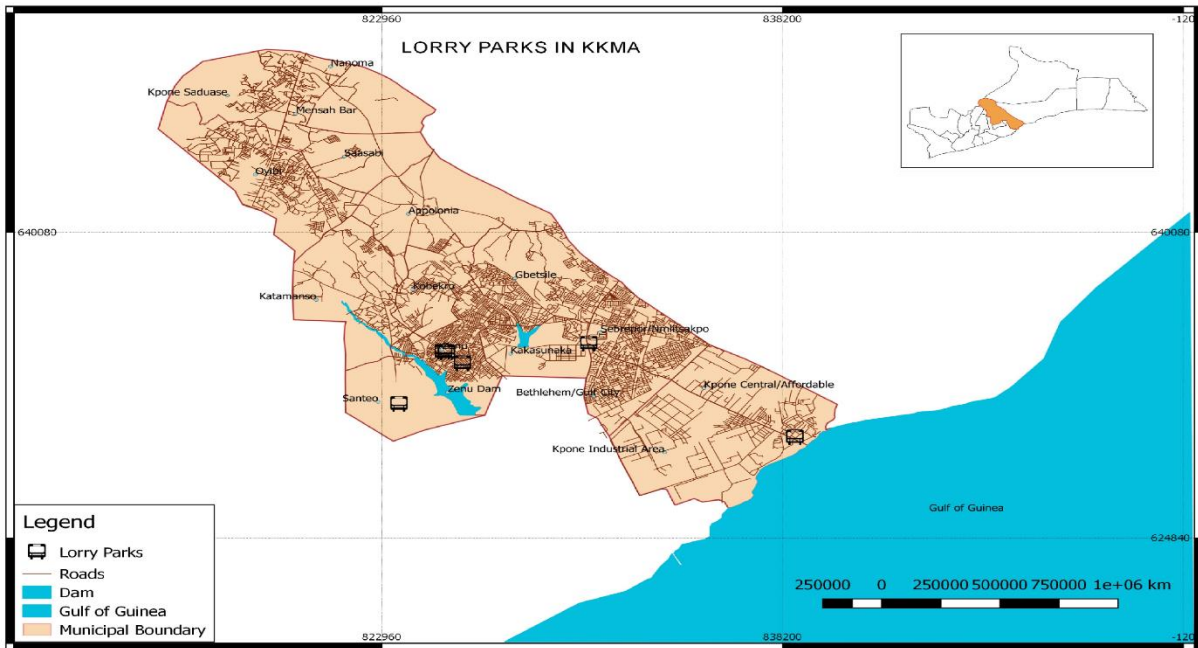 822960
838200
-120
LORRY PARKS IN KKMA
Nanoma
Kpone Saduase
Mensah Bar
Saasabi
Oyibi
Appolonia
640080
640080
Gbetsile
Kobekro
Katamanso
Sebrepor/Nmlitsakpo
Kakasunaka
Zenu Dam
Bethlehem/Gulf City
Kpone Central/Affordable
Santeo
Kpone Industrial Area
Gulf of Guinea
Legend
Lorry Parks
Roads
Dam
Gulf of Guinea
Municipal Boundary
624840
250000 0 250000 500000 750000 1e+06 km
822960
838200
-120